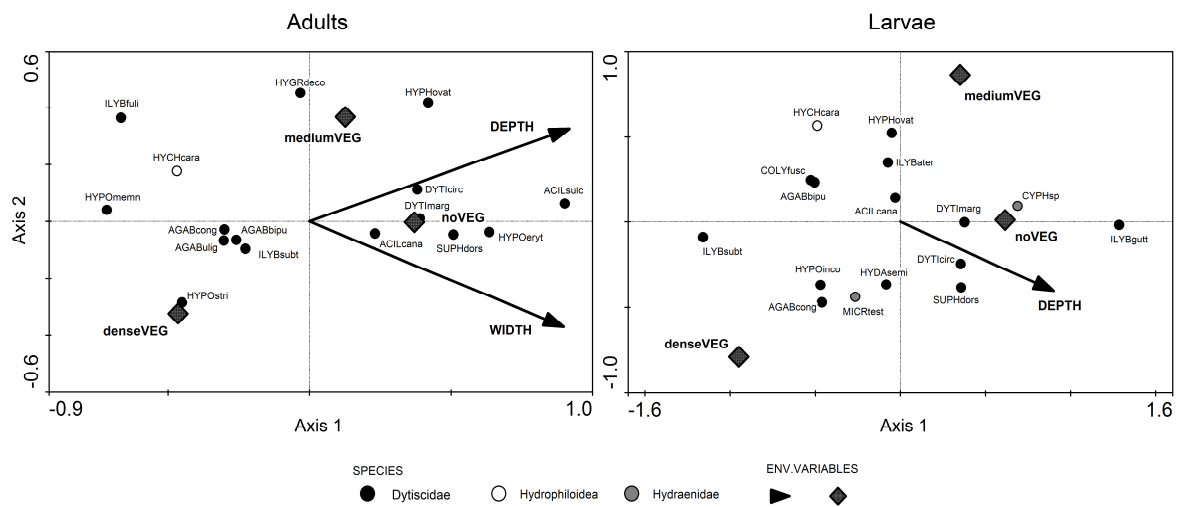 Adults
Larvae
0.6
-0.6
Axis 2
-0.9
1.0
Axis 1
ILYBfuli
HYGRdeco
HYPHovat
mediumVEG
DEPTH
HYCHcara
HYPOmemn
DYTIcirc
ACILsulc
DYTImarg
noVEG
AGABcong
AGABbipu
AGABulig
ILYBsubt
ACILcana
SUPHdors
HYPOeryt
HYPOstri
denseVEG
WIDTH
1.0
-1.0
-1.6
1.6
Axis 1
mediumVEG
HYCHcara
HYPHovat
ILYBater
COLYfusc
AGABbipu
ACILcana
CYPHsp
DYTImarg
noVEG
ILYBgutt
ILYBsubt
DYTIcirc
HYPOinco
HYDAsemi
SUPHdors
DEPTH
AGABcong
MICRtest
denseVEG
SPECIES
ENV.VARIABLES
Dytiscidae
Hydrophiloidea
Hydraenidae